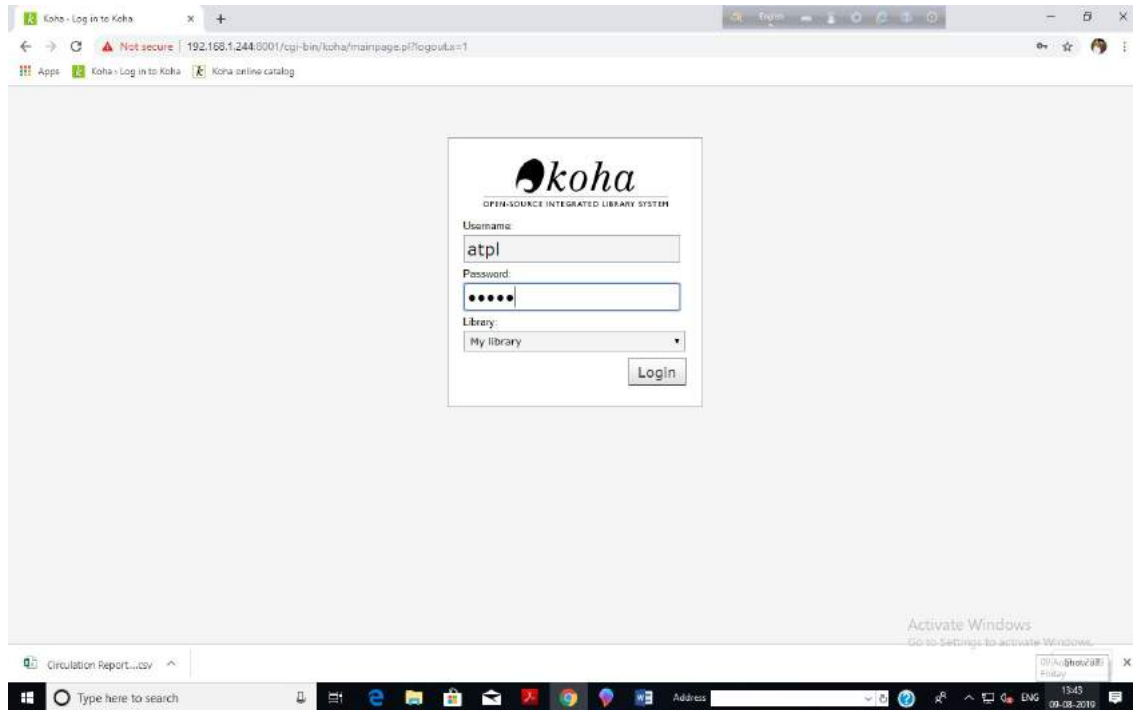 Koha › Log in to Koha
English
Not secure | 192.168.1.244:8001/cgi-bin/koha/mainpage.pl?logout.x=1
Apps Koha › Log in to Koha Koha online catalog
koha
OPEN-SOURCE INTEGRATED LIBRARY SYSTEM
Username:
atpl
Password:
•••••
Library:
My library
Login
Activate Windows
Go to Settings to activate Windows.
Circulation Report....csv
Friday
Type here to search
Address
ENG
13:43
09-08-2019